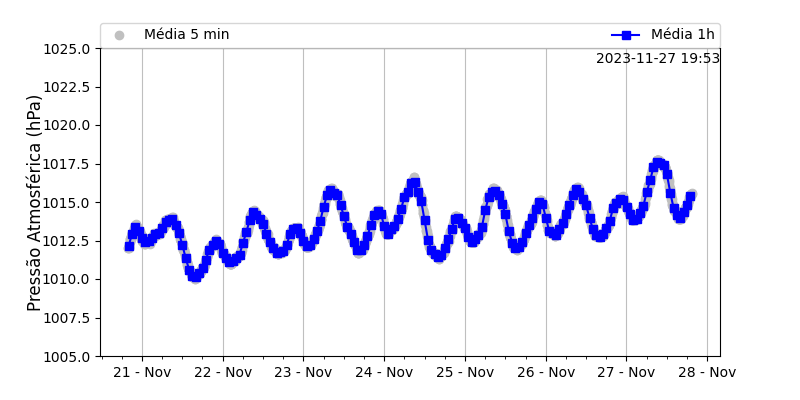 Média 5 min
Média 1h
2023-11-27 19:53
Pressão Atmosférica (hPa)
1025.0
1022.5
1020.0
1017.5
1015.0
1012.5
1010.0
1007.5
1005.0
21 - Nov
22 - Nov
23 - Nov
24 - Nov
25 - Nov
26 - Nov
27 - Nov
28 - Nov